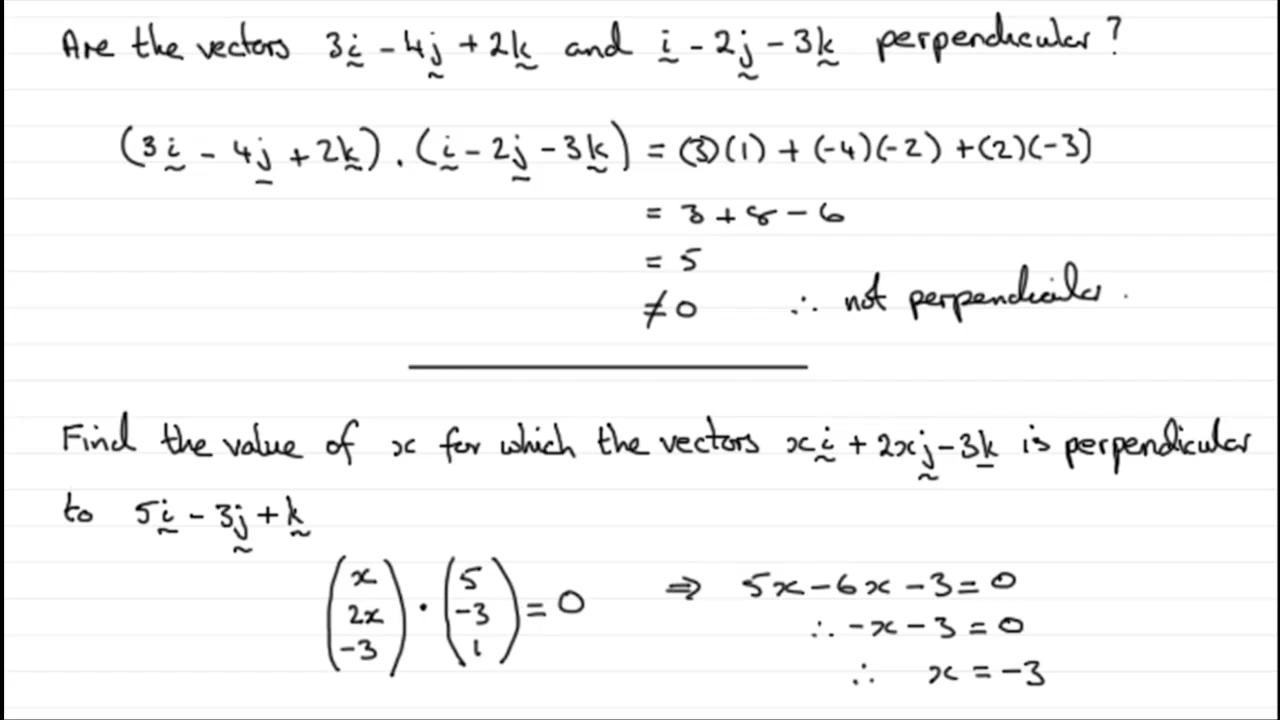 Are the vectors 3i - 4j + 2k and i - 2j - 3k perpendicular?
(3i - 4j + 2k) . (i - 2j - 3k) = (3)(1) + (-4)(-2) + (2)(-3)
= 3 + 8 - 6
= 5
≠ 0 ∴ not perpendicular.
Find the value of x for which the vectors xi + 2xj - 3k is perpendicular
to 5i - 3j + k
(x 2x -3) · (5 -3 1) = 0 ⇒ 5x - 6x - 3 = 0
∴ -x - 3 = 0
∴ x = -3